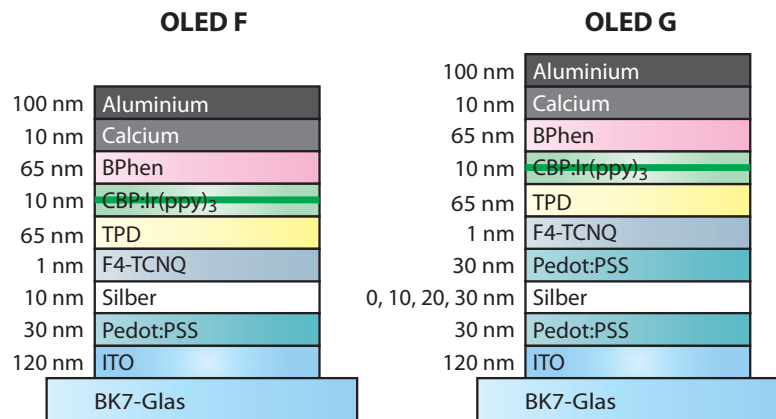 OLED F
100 nm Aluminium
10 nm Calcium
65 nm BPhen
10 nm CBP:Ir(ppy)₃
65 nm TPD
1 nm F4-TCNQ
10 nm Silber
30 nm Pedot:PSS
120 nm ITO
BK7-Glas
OLED G
100 nm Aluminium
10 nm Calcium
65 nm BPhen
10 nm CBP:Ir(ppy)₃
65 nm TPD
1 nm F4-TCNQ
30 nm Pedot:PSS
0, 10, 20, 30 nm Silber
30 nm Pedot:PSS
120 nm ITO
BK7-Glas